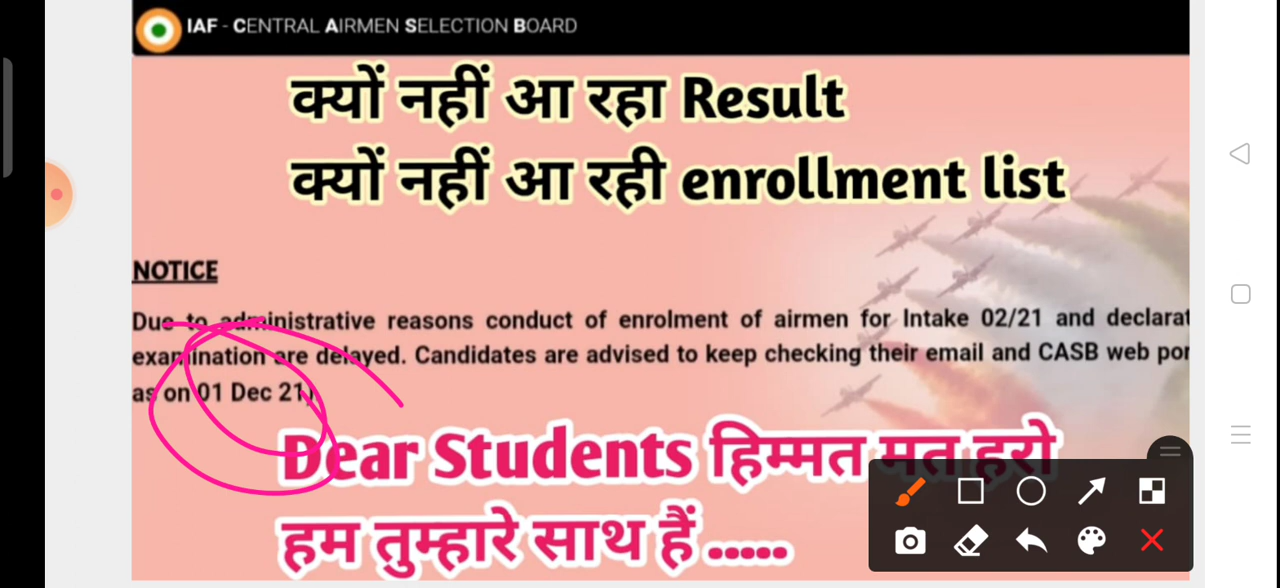 IAF - CENTRAL AIRMEN SELECTION BOARD
क्यों नहीं आ रहा Result
क्यों नहीं आ रही enrollment list
NOTICE
Due to administrative reasons conduct of enrolment of airmen for Intake 02/21 and declarat
examination are delayed. Candidates are advised to keep checking their email and CASB web por
as on 01 Dec 21)
Dear Students हिम्मत मत हरो
हम तुम्हारे साथ हैं .....